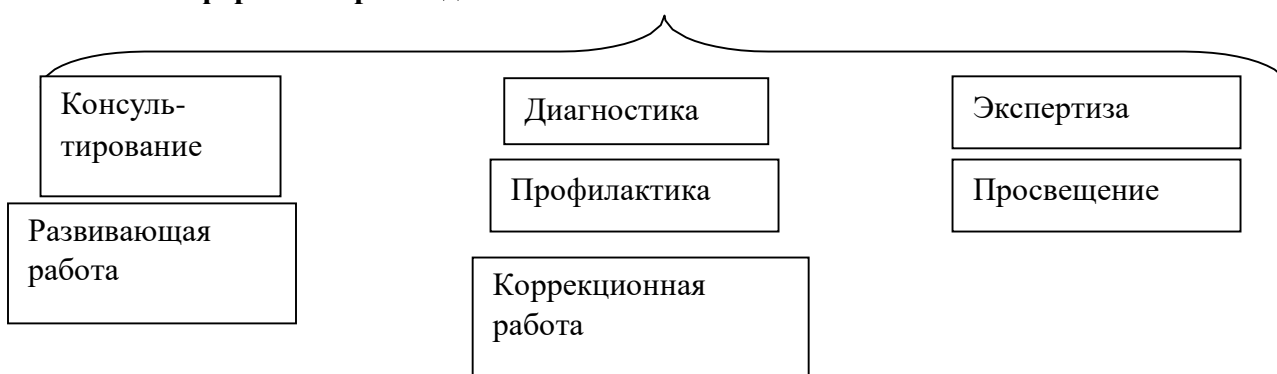 Консуль-
тирование
Диагностика
Экспертиза
Профилактика
Просвещение
Развивающая
работа
Коррекционная
работа